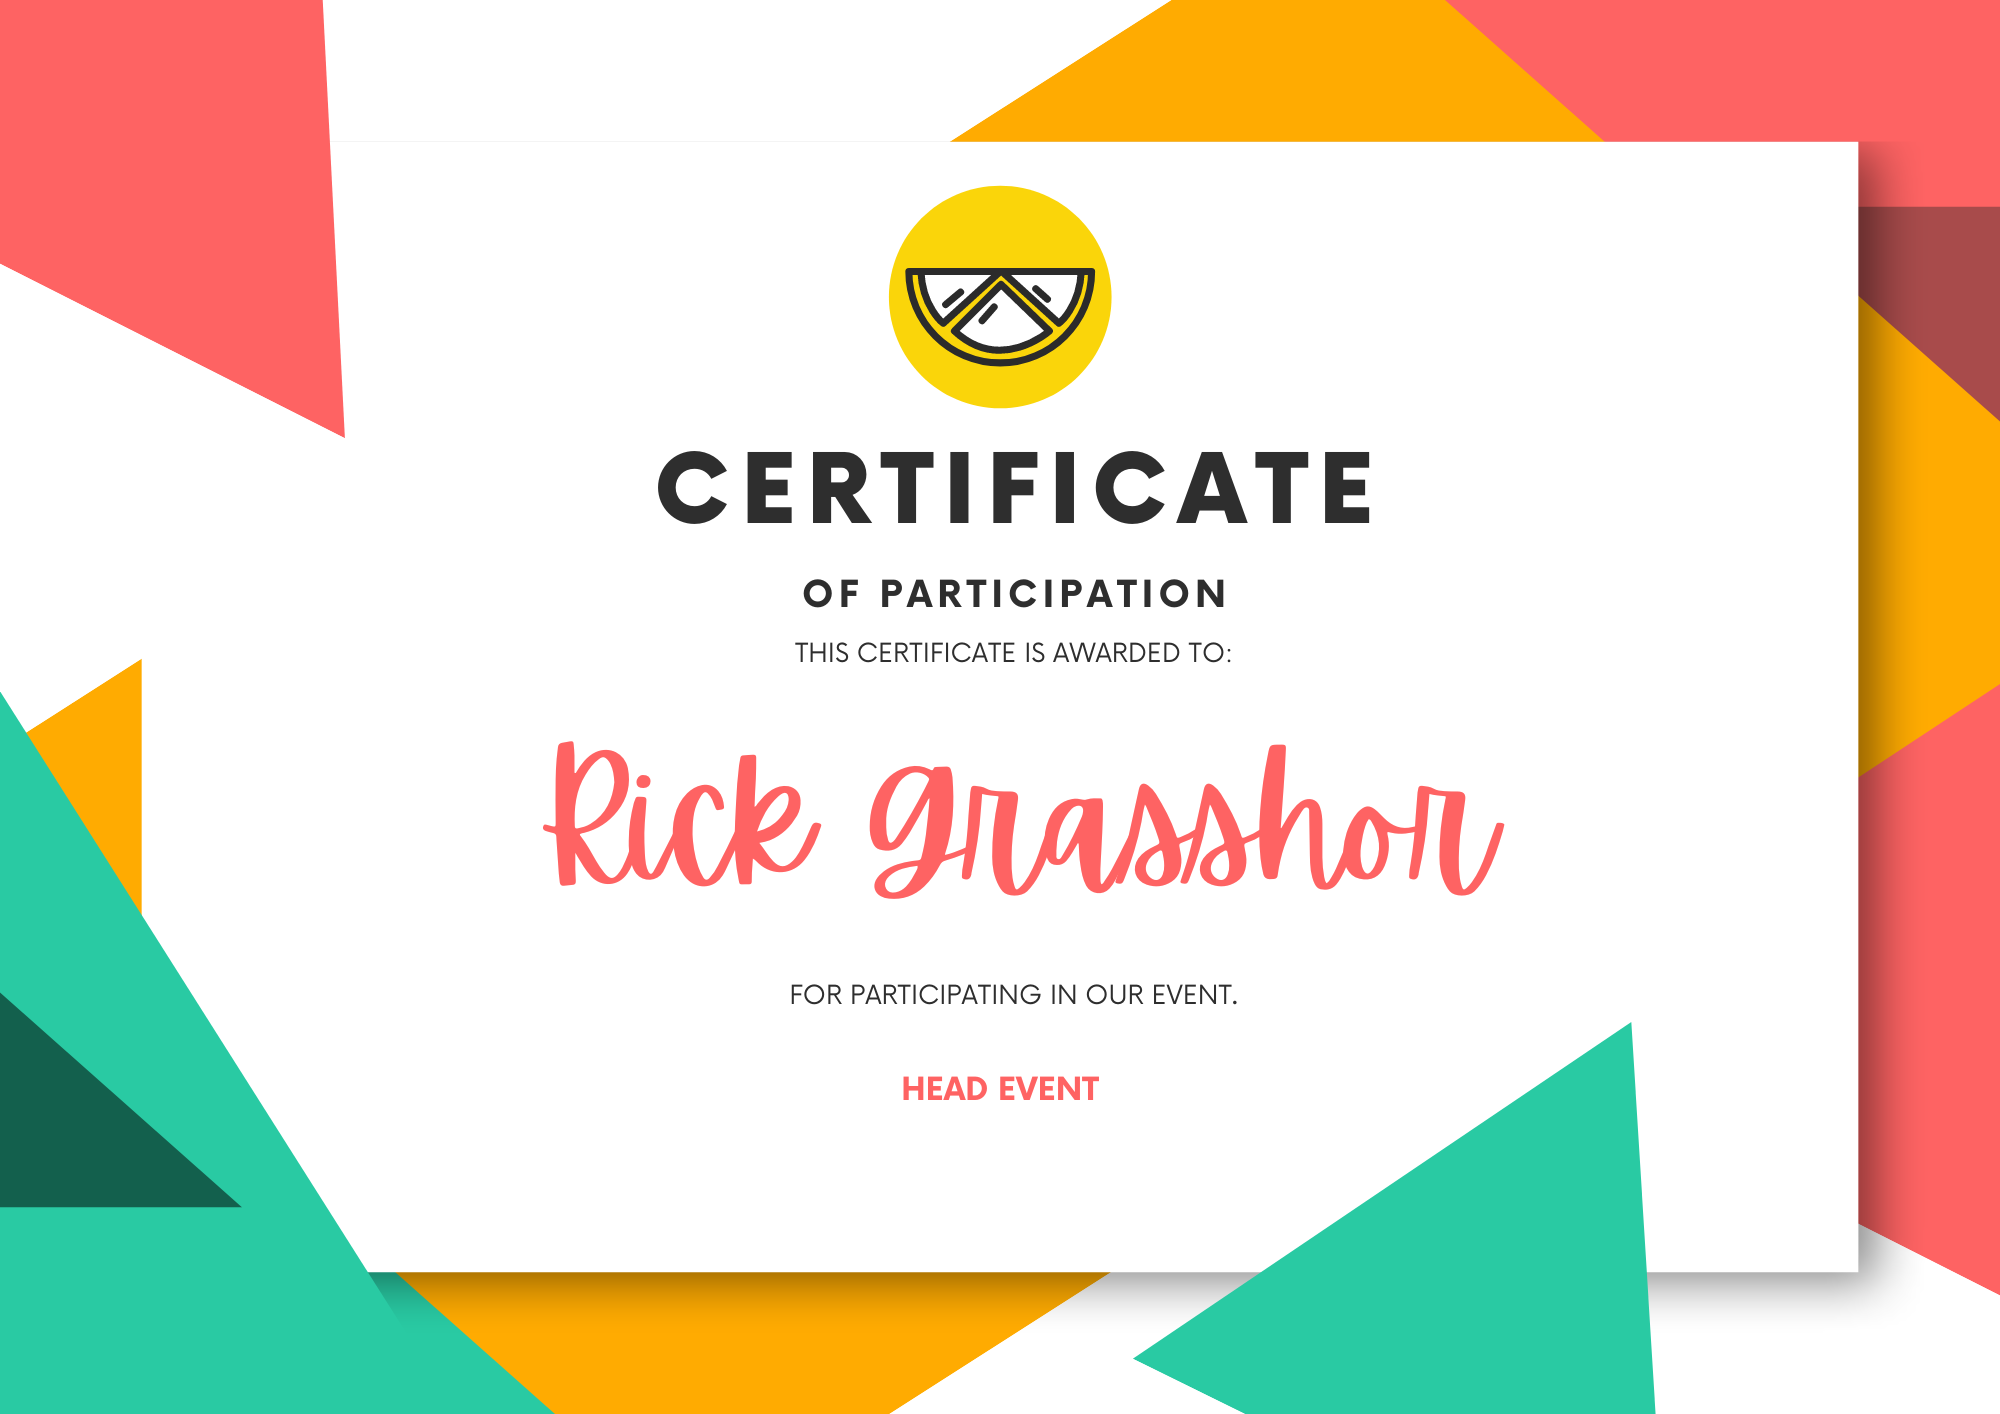 CERTIFICATE
OF PARTICIPATION
THIS CERTIFICATE IS AWARDED TO:
Rick Grasshor
FOR PARTICIPATING IN OUR EVENT.
HEAD EVENT